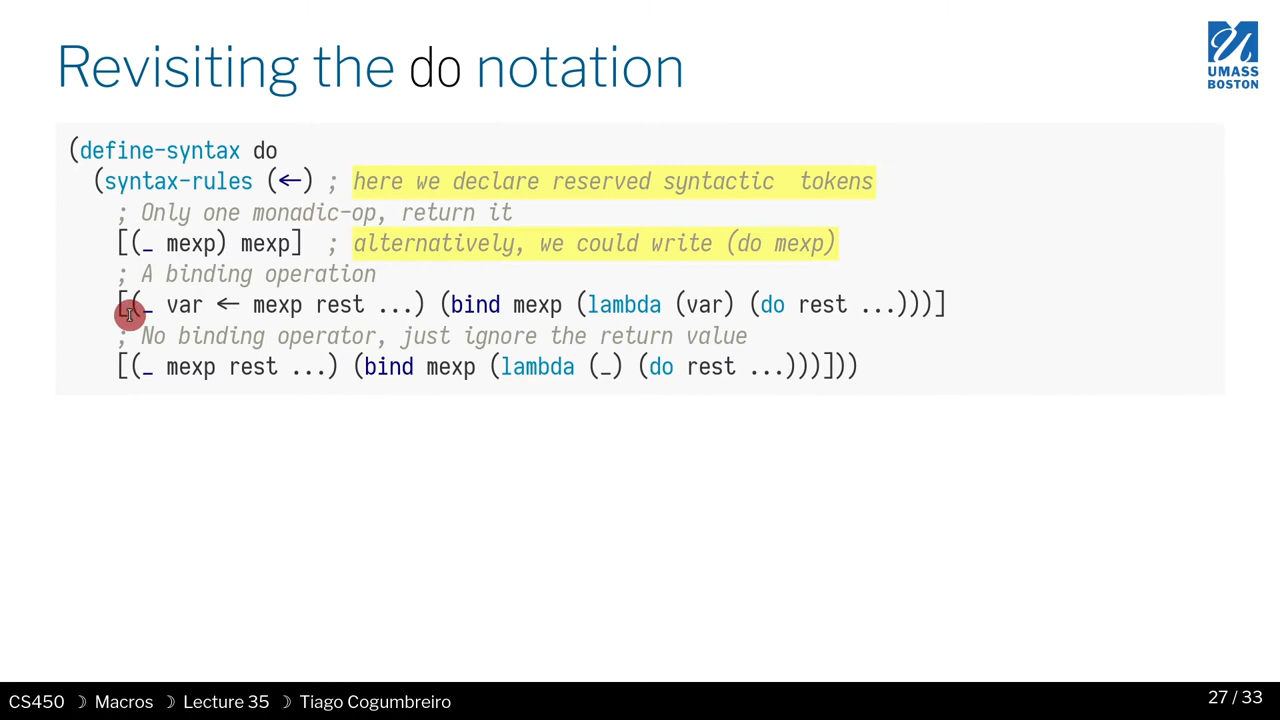 Revisiting the do notation
UMASS
BOSTON
(define-syntax do
(syntax-rules (←) ; here we declare reserved syntactic tokens
; Only one monadic-op, return it
[(_ mexp) mexp] ; alternatively, we could write (do mexp)
; A binding operation
[(_ var ← mexp rest ...) (bind mexp (lambda (var) (do rest ...)))]
; No binding operator, just ignore the return value
[(_ mexp rest ...) (bind mexp (lambda (_) (do rest ...)))]))
CS450 ☽ Macros ☽ Lecture 35 ☽ Tiago Cogumbreiro
27 / 33